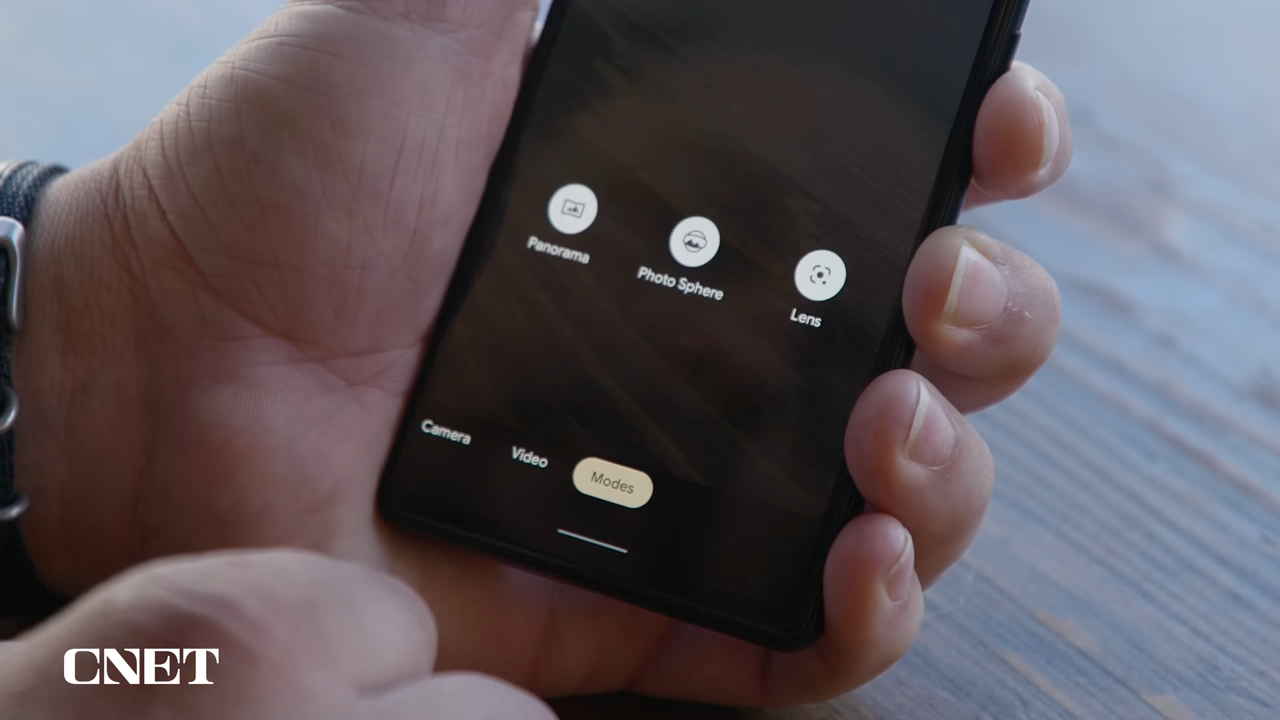 Panorama
Photo Sphere
Lens
Camera
Video
Modes
CNET